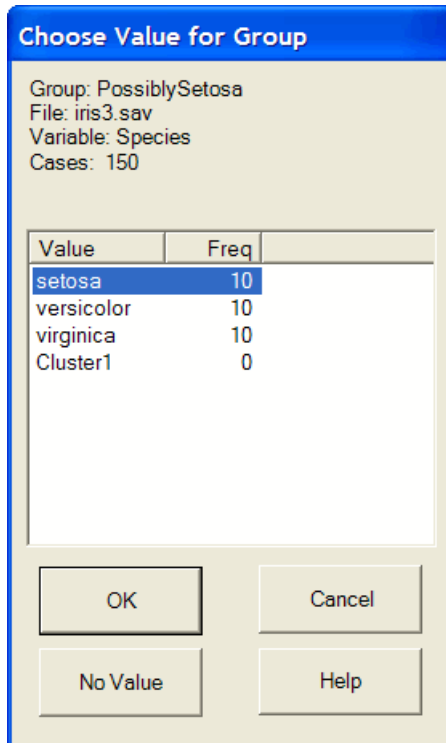 Choose Value for Group
Group: PossiblySetosa
File: iris3.sav
Variable: Species
Cases: 150
Value Freq
setosa 10
versicolor 10
virginica 10
Cluster1 0
OK Cancel
No Value Help